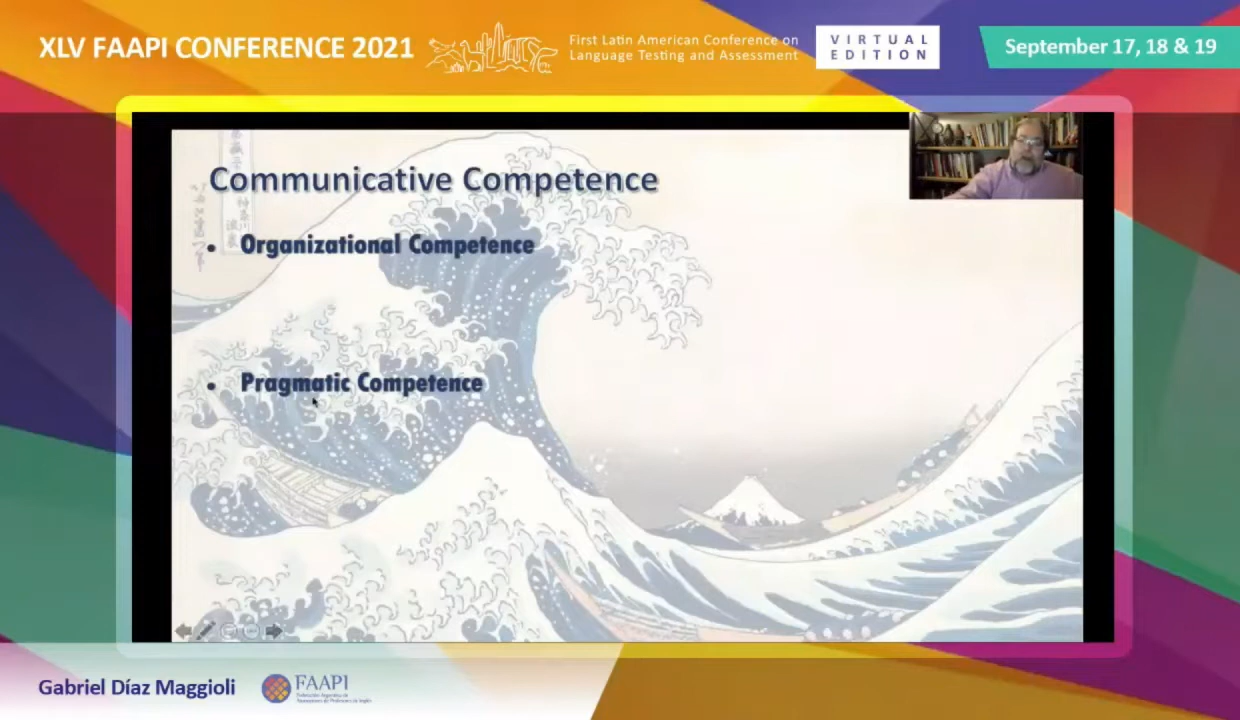 XLV FAAPI CONFERENCE 2021
First Latin American Conference on
Language Testing and Assessment
VIRTUAL
EDITION
September 17, 18 & 19
Communicative Competence
• Organizational Competence
• Pragmatic Competence
Gabriel Díaz Maggioli
FAAPI